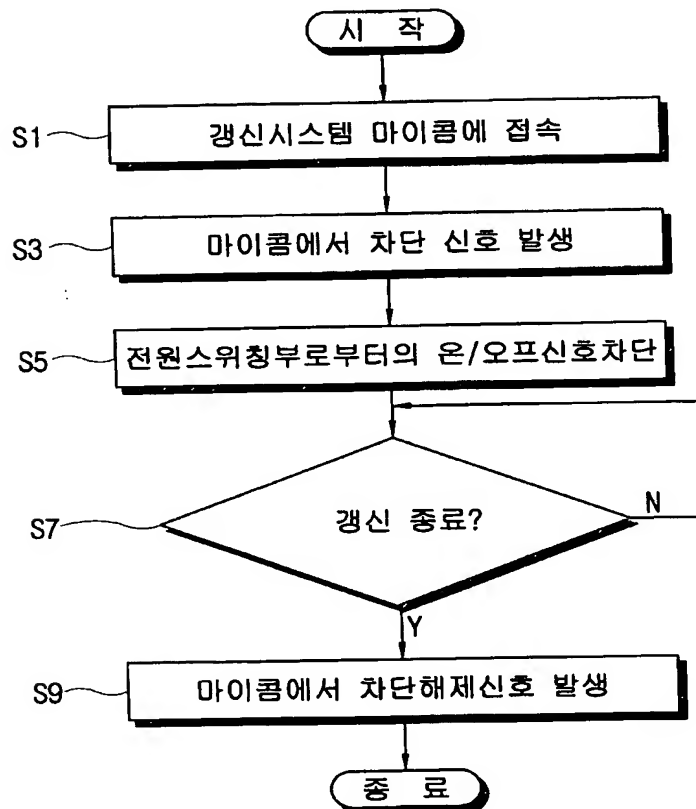 시 작
S1 갱신시스템 마이콤에 접속
S3 마이콤에서 차단 신호 발생
S5 전원스위칭부로부터의 온/오프신호차단
S7 갱신 종료? N
Y
S9 마이콤에서 차단해제신호 발생
종 료